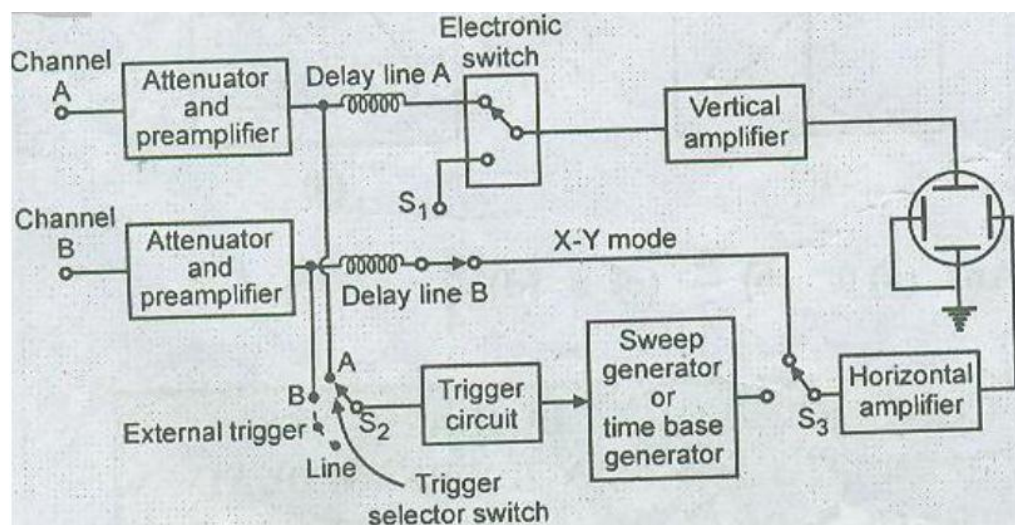 Channel
A
Attenuator
and
preamplifier
Delay line A
Electronic
switch
S1
Vertical
amplifier
Channel
B
Attenuator
and
preamplifier
Delay line B
X-Y mode
A
B
S2
External trigger
Line
Trigger
selector switch
Trigger
circuit
Sweep
generator
or
time base
generator
S3
Horizontal
amplifier